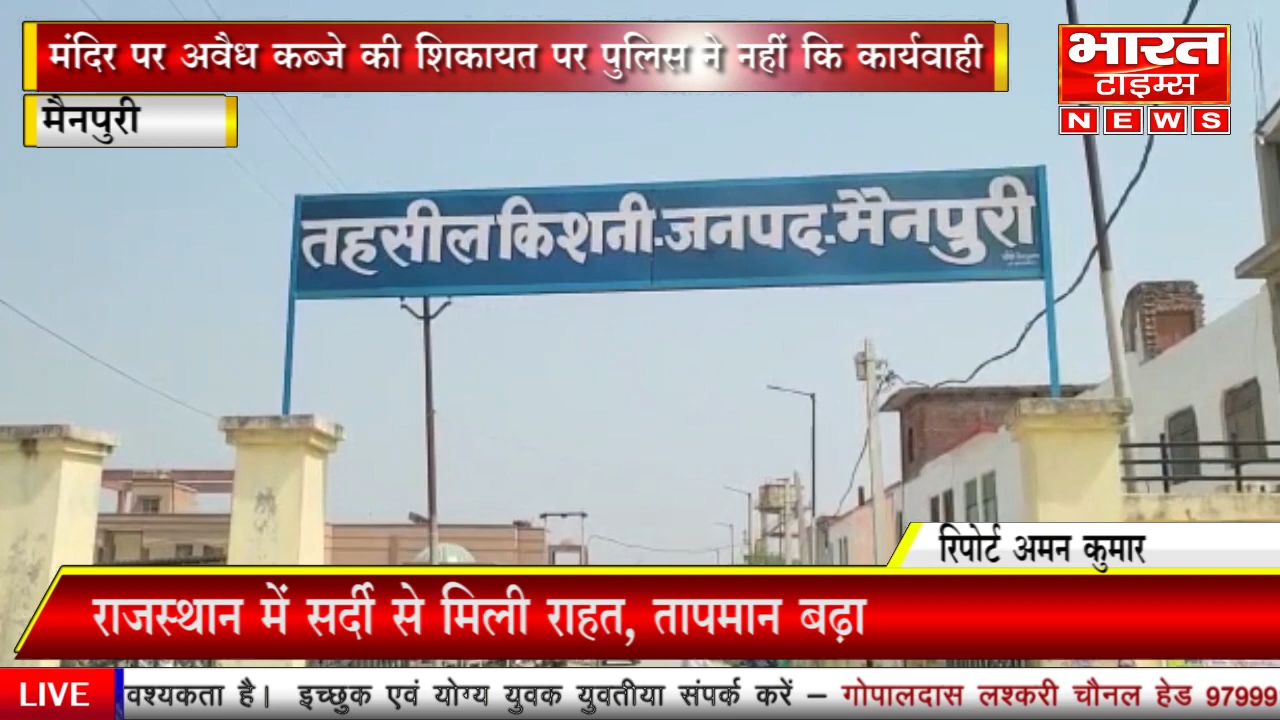 मंदिर पर अवैध कब्जे की शिकायत पर पुलिस ने नहीं कि कार्यवाही
भारत
टाइम्स
NEWS
मैनपुरी
तहसील किशनी.जनपद.मैनपुरी
रिपोर्ट अमन कुमार
राजस्थान में सर्दी से मिली राहत, तापमान बढ़ा
LIVE
वश्यकता है। इच्छुक एवं योग्य युवक युवतीया संपर्क करें – गोपालदास लश्करी चौनल हेड 97999